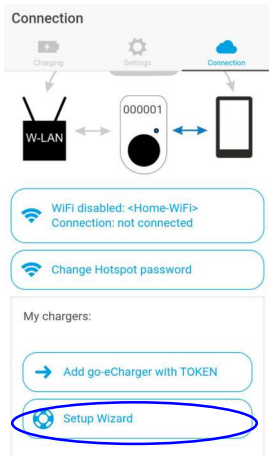 Connection
Charging Settings Connection
000001
W-LAN
WiFi disabled: <Home-WiFi>
Connection: not connected
Change Hotspot password
My chargers:
Add go-eCharger with TOKEN
Setup Wizard